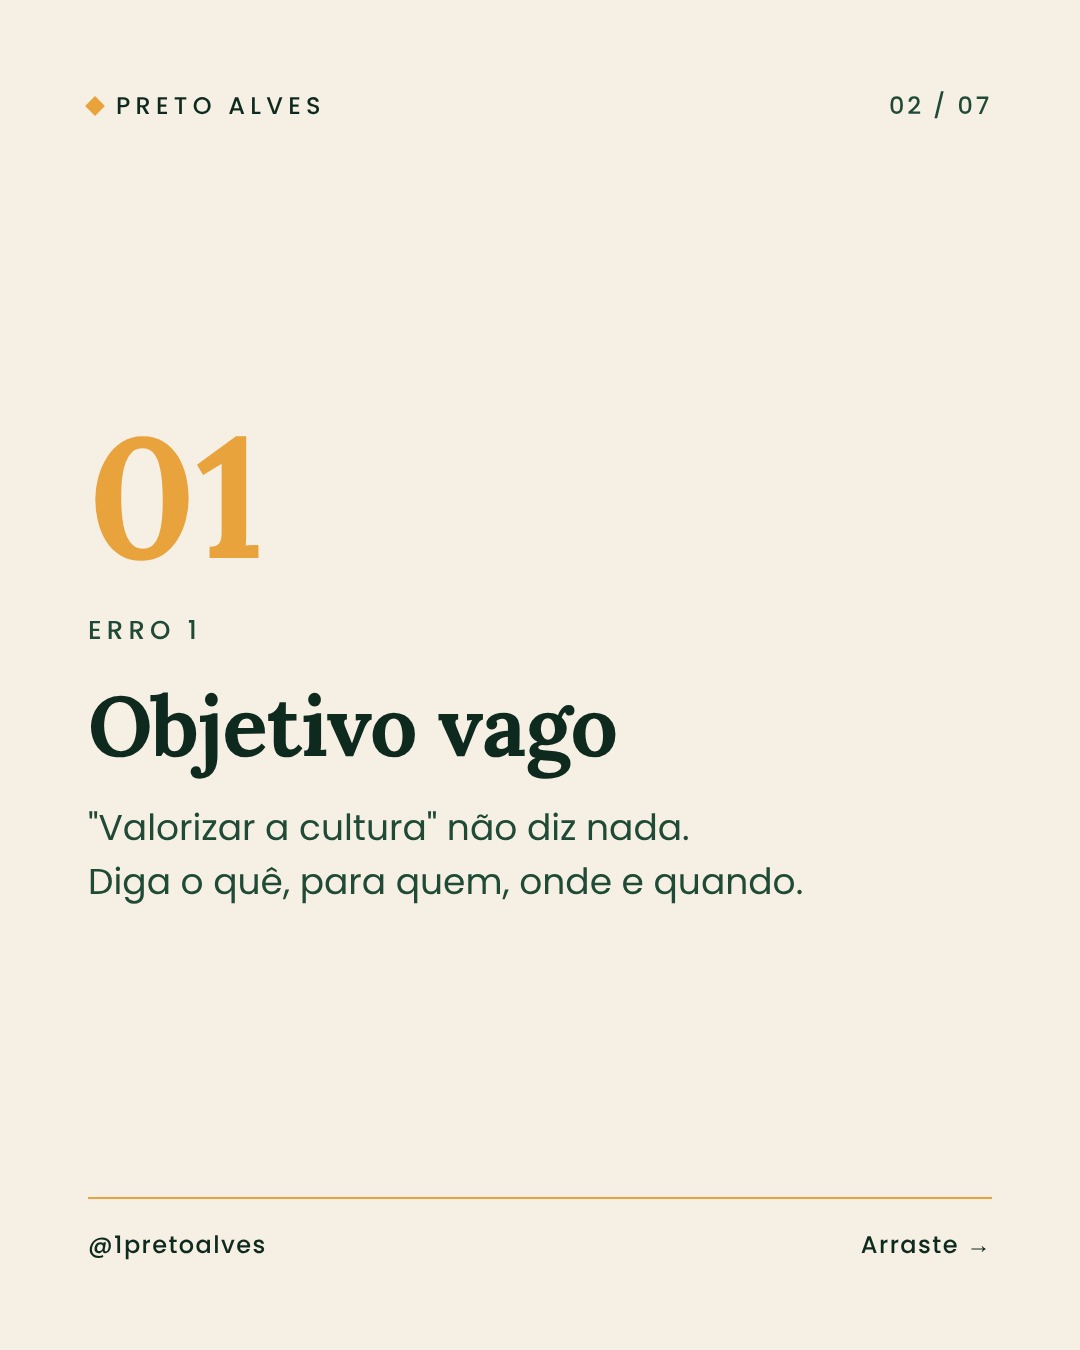 PRETO ALVES
02 / 07
01
ERRO 1
Objetivo vago
"Valorizar a cultura" não diz nada.
Diga o quê, para quem, onde e quando.
@1pretoalves
Arraste →